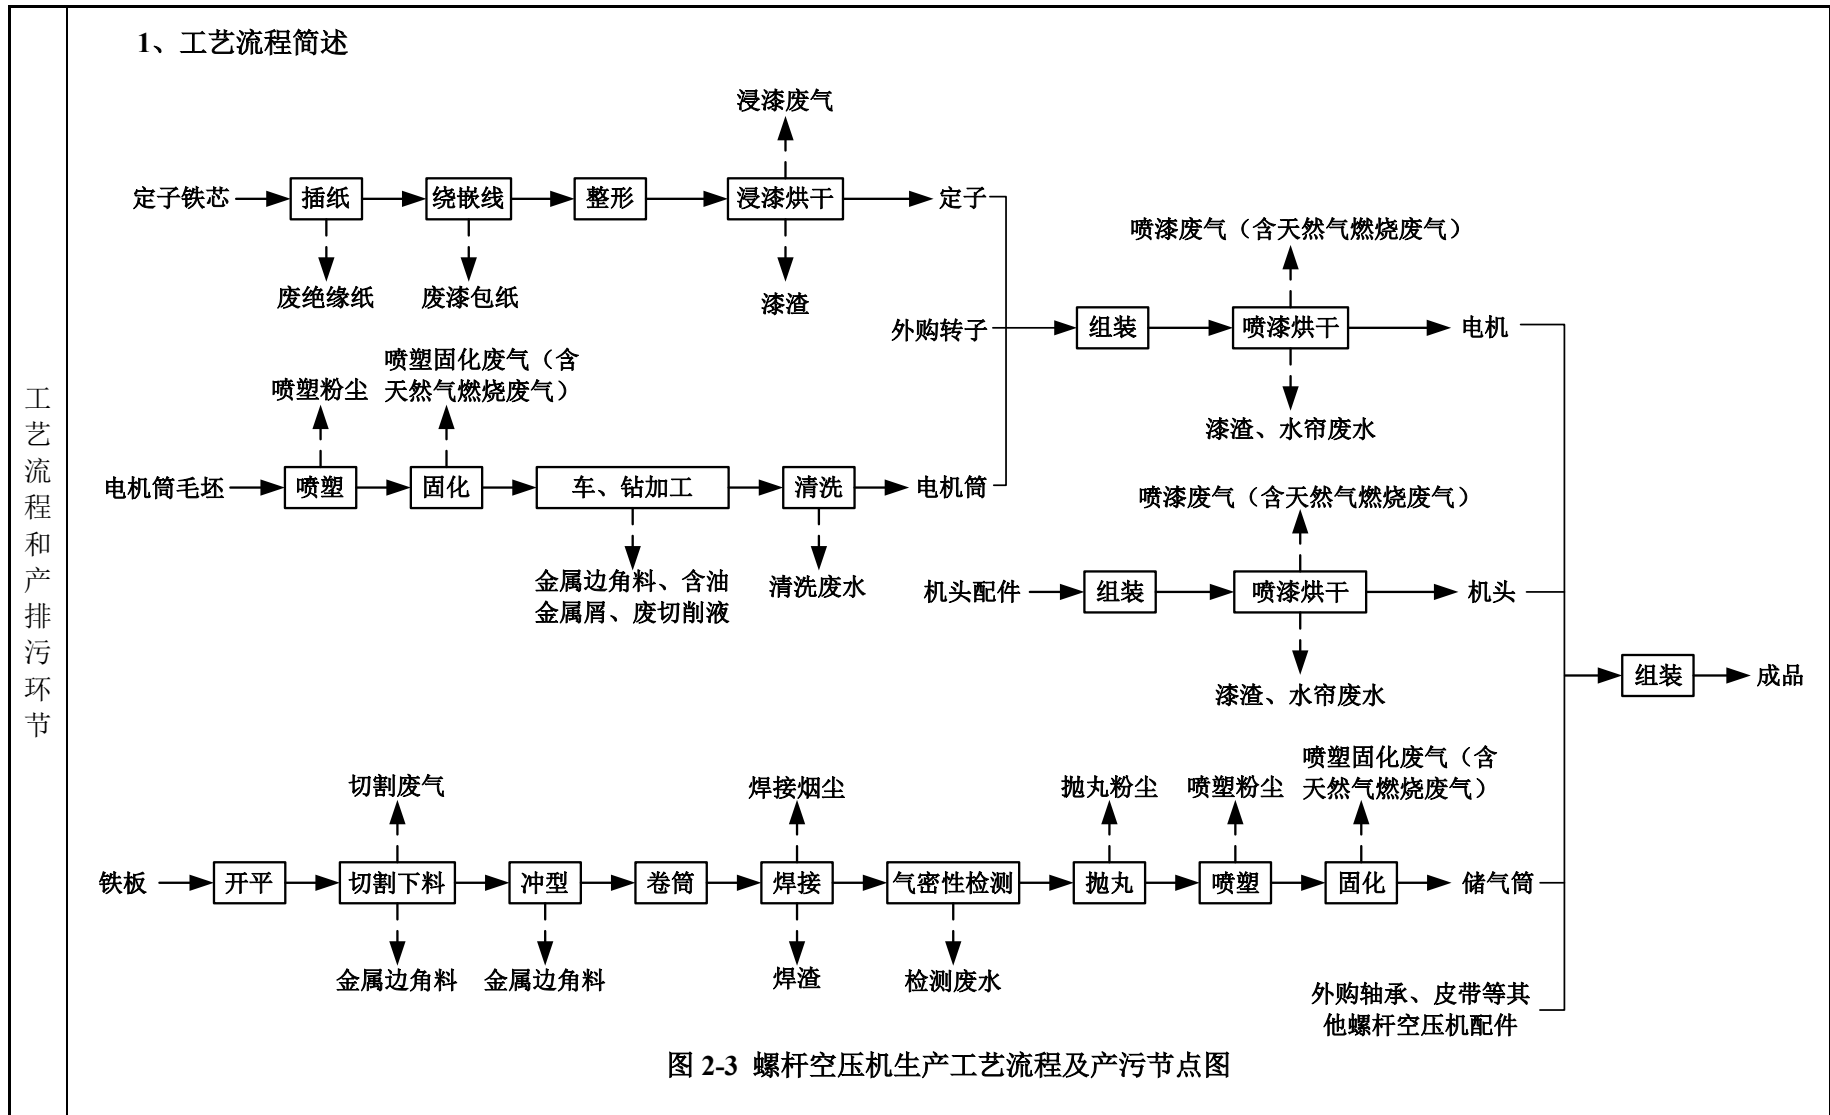 1、工艺流程简述
工艺流程和产排污环节
浸漆废气
定子铁芯
插纸
绕嵌线
整形
浸漆烘干
定子
废绝缘纸
废漆包纸
漆渣
喷漆废气（含天然气燃烧废气）
外购转子
组装
喷漆烘干
电机
漆渣、水帘废水
喷塑粉尘
喷塑固化废气（含
天然气燃烧废气）
电机筒毛坯
喷塑
固化
车、钻加工
清洗
电机筒
金属边角料、含油
金属屑、废切削液
清洗废水
喷漆废气（含天然气燃烧废气）
机头配件
组装
喷漆烘干
机头
漆渣、水帘废水
组装
成品
切割废气
焊接烟尘
抛丸粉尘
喷塑粉尘
喷塑固化废气（含
天然气燃烧废气）
铁板
开平
切割下料
冲型
卷筒
焊接
气密性检测
抛丸
喷塑
固化
储气筒
金属边角料
金属边角料
焊渣
检测废水
外购轴承、皮带等其
他螺杆空压机配件
图 2-3 螺杆空压机生产工艺流程及产污节点图